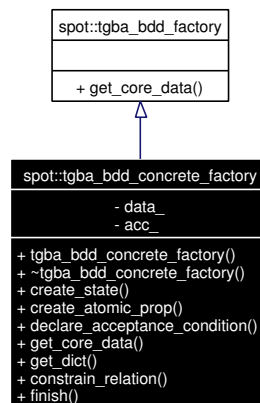 spot::tgba_bdd_factory
+ get_core_data()
spot::tgba_bdd_concrete_factory
- data_
- acc_
+ tgba_bdd_concrete_factory()
+ ~tgba_bdd_concrete_factory()
+ create_state()
+ create_atomic_prop()
+ declare_acceptance_condition()
+ get_core_data()
+ get_dict()
+ constrain_relation()
+ finish()